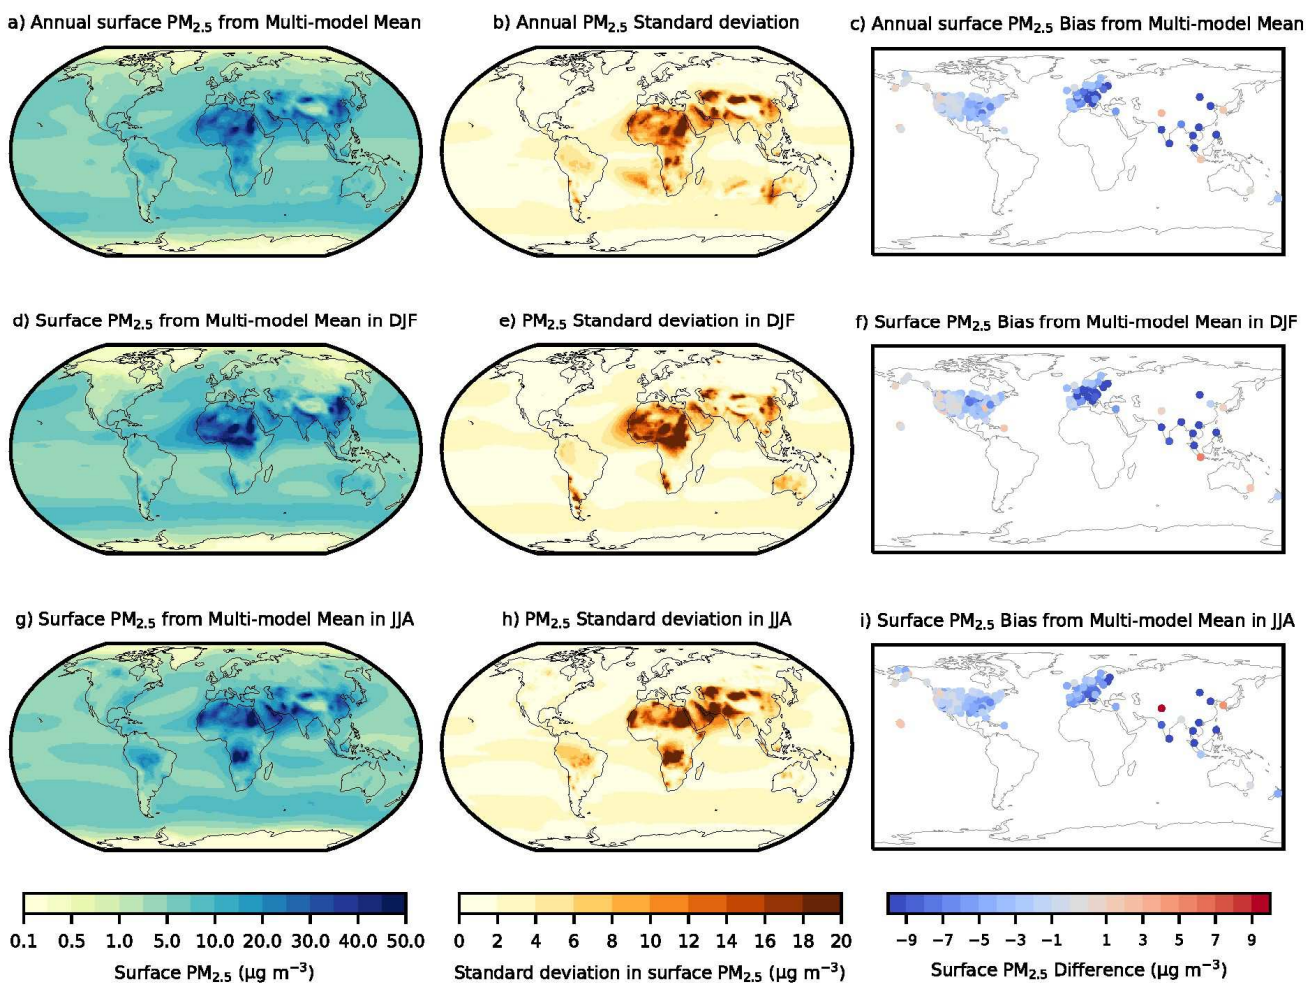 a) Annual surface PM2.5 from Multi-model Mean
b) Annual PM2.5 Standard deviation
c) Annual surface PM2.5 Bias from Multi-model Mean
d) Surface PM2.5 from Multi-model Mean in DJF
e) PM2.5 Standard deviation in DJF
f) Surface PM2.5 Bias from Multi-model Mean in DJF
g) Surface PM2.5 from Multi-model Mean in JJA
h) PM2.5 Standard deviation in JJA
i) Surface PM2.5 Bias from Multi-model Mean in JJA
0.1 0.5 1.0 5.0 10.0 20.0 30.0 40.0 50.0
Surface PM2.5 (μg m−3)
0 2 4 6 8 10 12 14 16 18 20
Standard deviation in surface PM2.5 (μg m−3)
−9 −7 −5 −3 −1 1 3 5 7 9
Surface PM2.5 Difference (μg m−3)